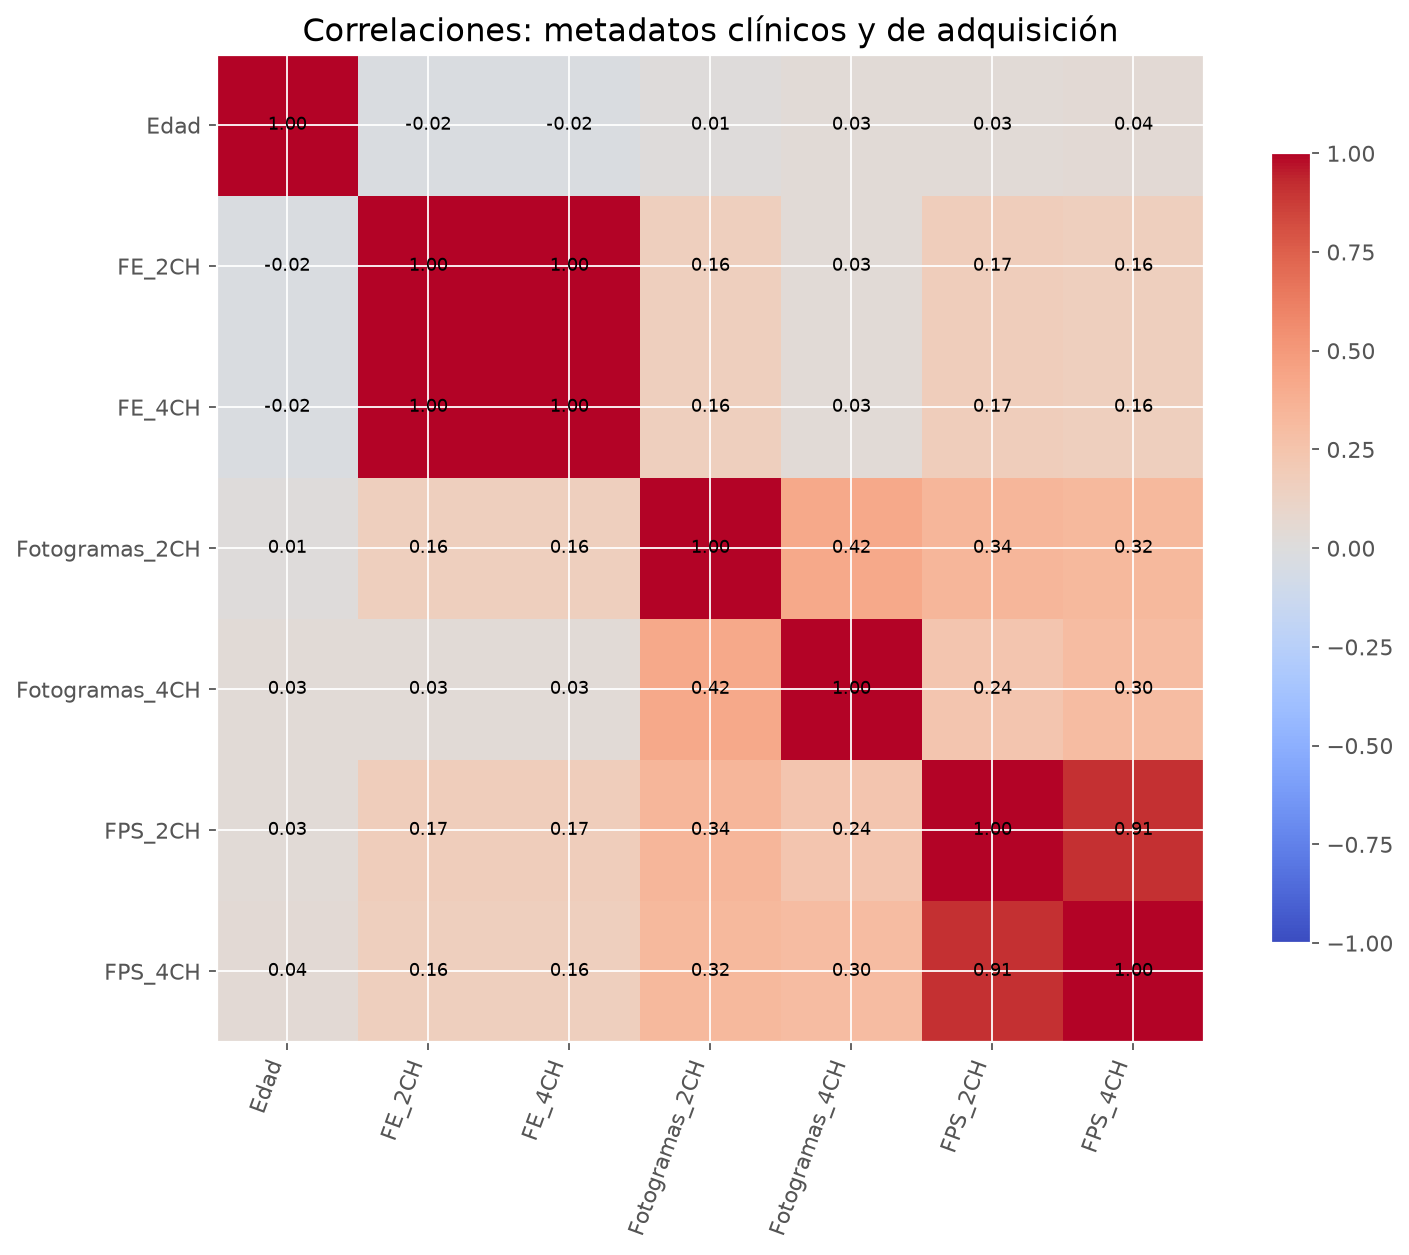 Correlaciones: metadatos clínicos y de adquisición
Edad 1.00 -0.02 -0.02 0.01 0.03 0.03 0.04
FE_2CH -0.02 1.00 1.00 0.16 0.03 0.17 0.16
FE_4CH -0.02 1.00 1.00 0.16 0.03 0.17 0.16
Fotogramas_2CH 0.01 0.16 0.16 1.00 0.42 0.34 0.32
Fotogramas_4CH 0.03 0.03 0.03 0.42 1.00 0.24 0.30
FPS_2CH 0.03 0.17 0.17 0.34 0.24 1.00 0.91
FPS_4CH 0.04 0.16 0.16 0.32 0.30 0.91 1.00
Edad
FE_2CH
FE_4CH
Fotogramas_2CH
Fotogramas_4CH
FPS_2CH
FPS_4CH
1.00
0.75
0.50
0.25
0.00
−0.25
−0.50
−0.75
−1.00